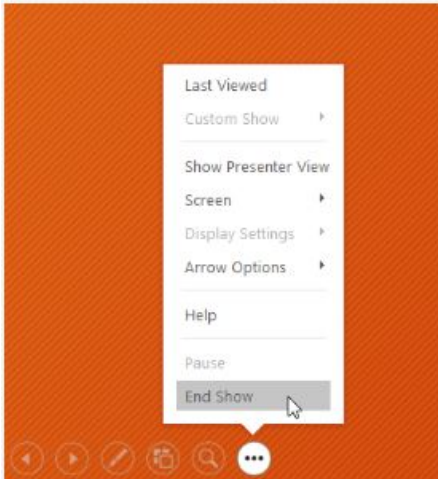 Last Viewed
Custom Show
Show Presenter View
Screen
Display Settings
Arrow Options
Help
Pause
End Show